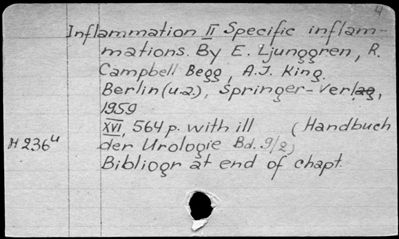 4
Inflammation II Specific inflam-
mations. By E. Ljunggren, R.
Campbell Begg, A.J. King.
Berlin (u.a.), Springer-Verlag,
1959
XVI, 564 p. with ill (Handbuch
H 236u der Urologie Bd. 9/2)
Bibliogr at end of chapt.